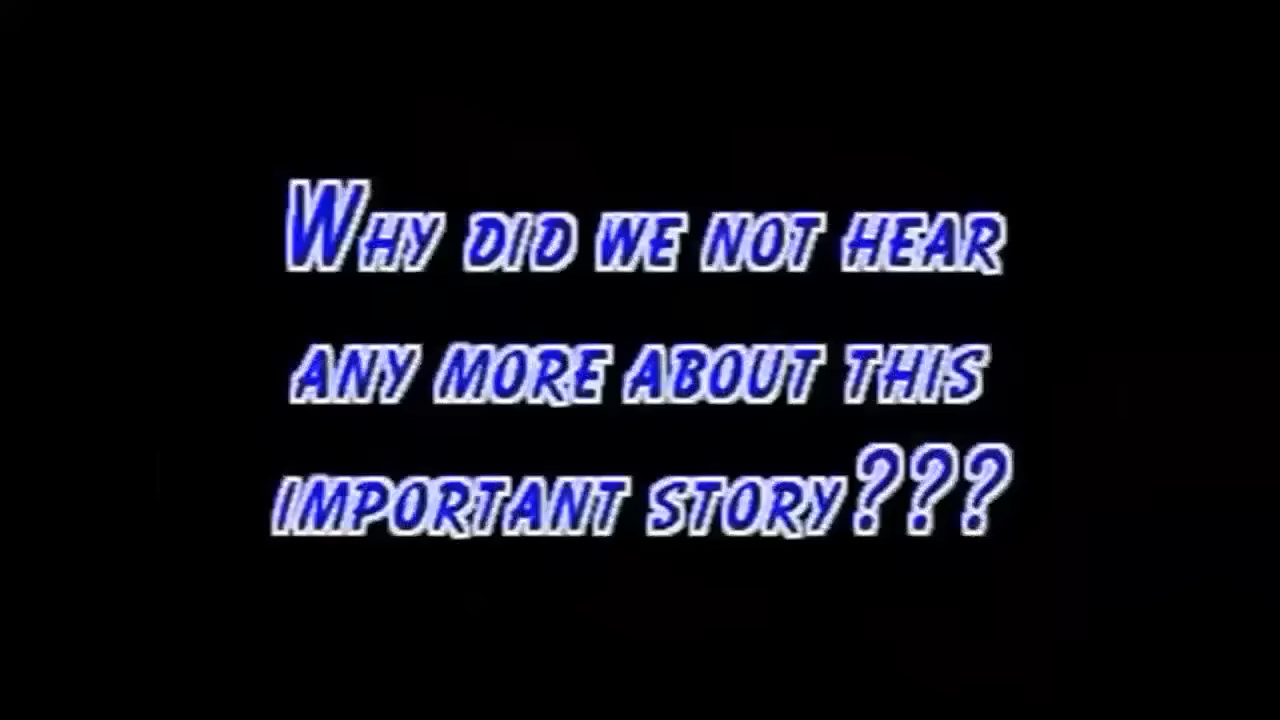 Why did we not hear
any more about this
important story???